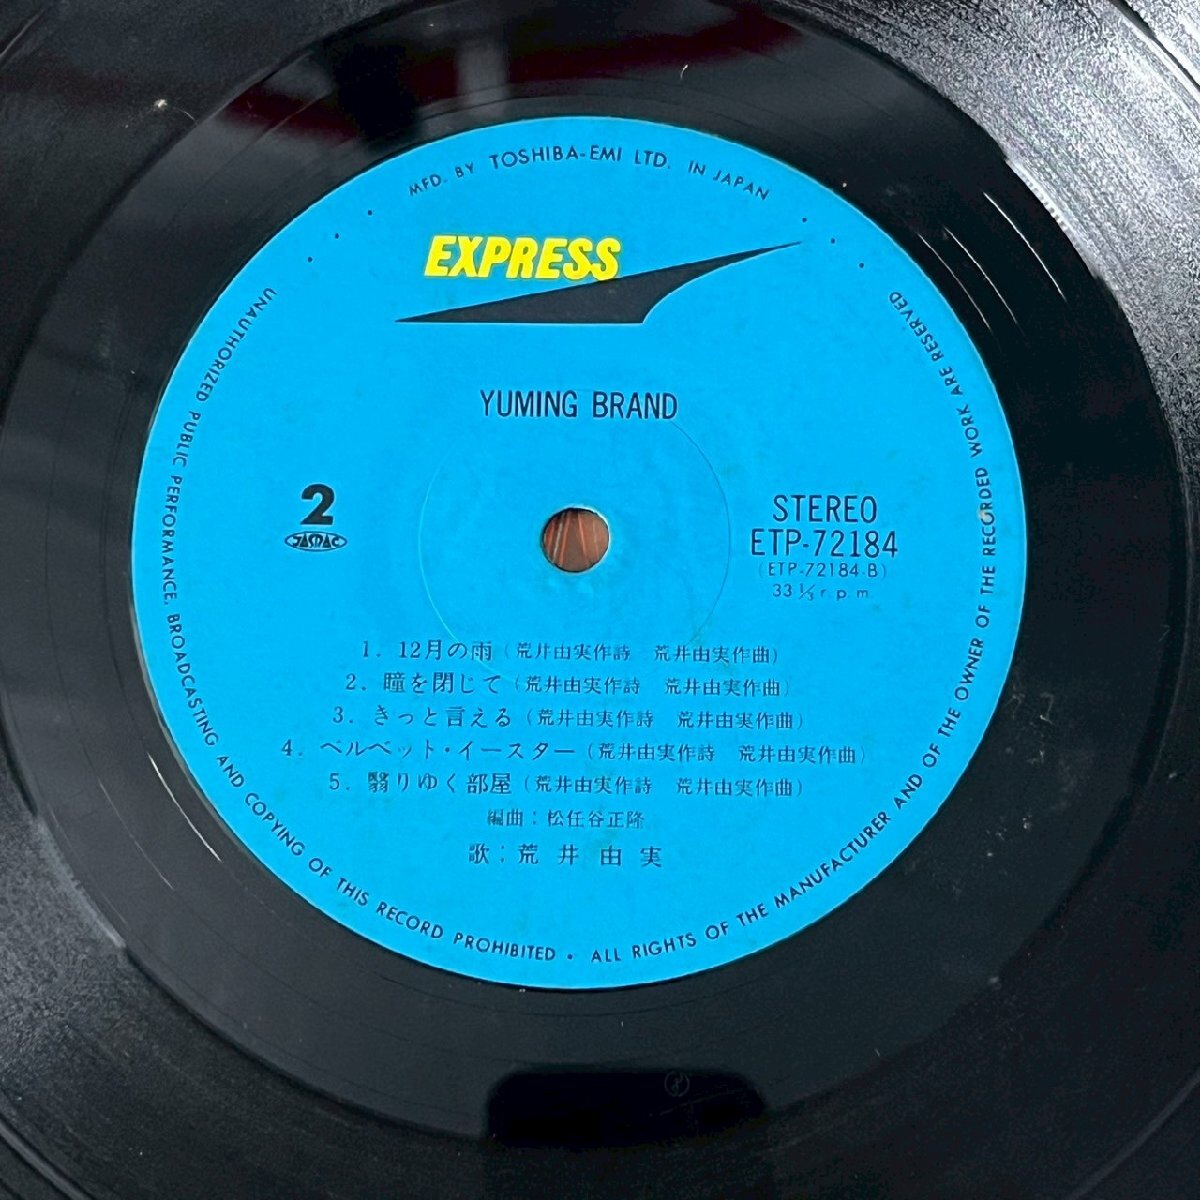 MFD. BY TOSHIBA-EMI LTD. IN JAPAN
EXPRESS
YUMING BRAND
2
JASRAC
STEREO
ETP-72184
(ETP-72184-B)
33 1/3 r.p.m
1. 12月の雨(荒井由実作詩 荒井由実作曲)
2. 瞳を閉じて(荒井由実作詩 荒井由実作曲)
3. きっと言える(荒井由実作詩 荒井由実作曲)
4. ベルベット・イースター(荒井由実作詩 荒井由実作曲)
5. 翳りゆく部屋(荒井由実作詩 荒井由実作曲)
編曲:松任谷正隆
歌:荒井由実
UNAUTHORIZED PUBLIC PERFORMANCE, BROADCASTING AND COPYING OF THIS RECORD PROHIBITED • ALL RIGHTS OF THE MANUFACTURER AND OF THE OWNER OF THE RECORDED WORK ARE RESERVED